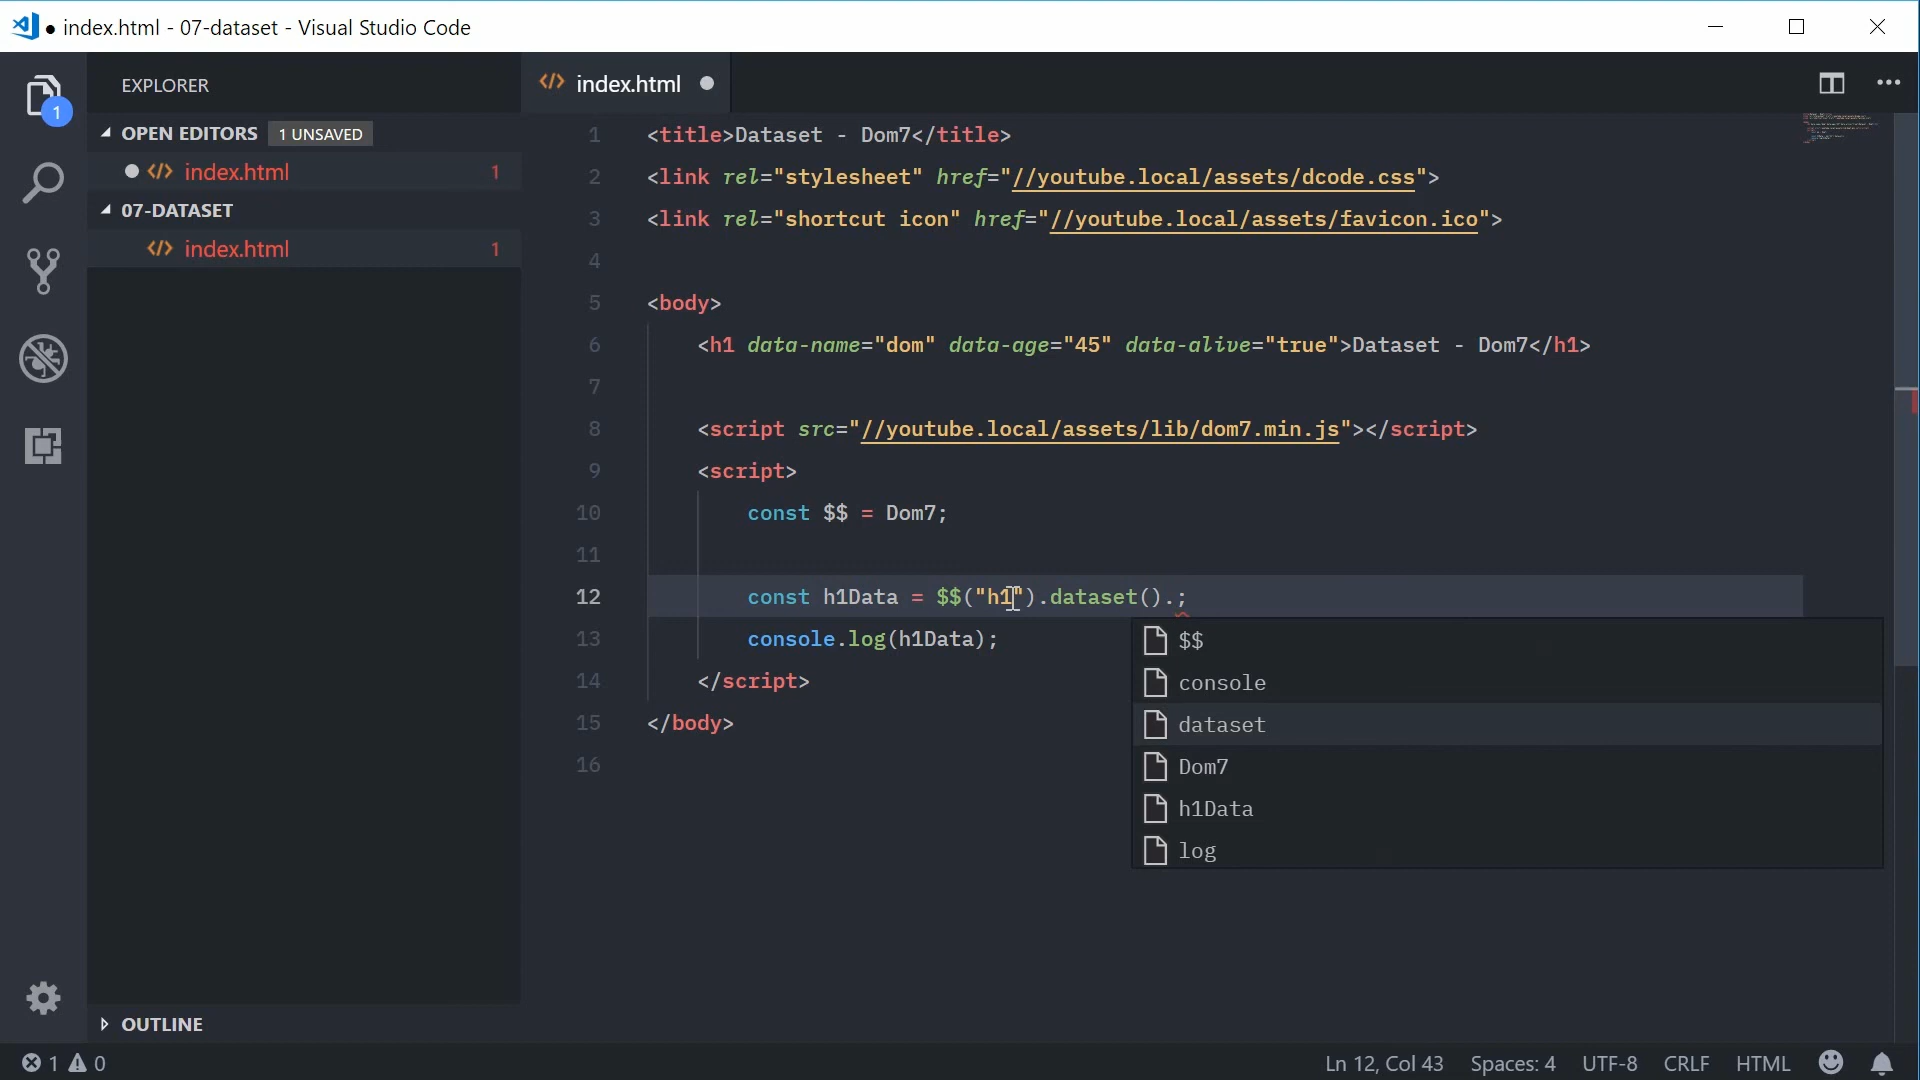 index.html - 07-dataset - Visual Studio Code
1
EXPLORER
OPEN EDITORS 1 UNSAVED
index.html 1
07-DATASET
index.html 1
OUTLINE
index.html
1 <title>Dataset - Dom7</title>
2 <link rel="stylesheet" href="//youtube.local/assets/dcode.css">
3 <link rel="shortcut icon" href="//youtube.local/assets/favicon.ico">
4
5 <body>
6 <h1 data-name="dom" data-age="45" data-alive="true">Dataset - Dom7</h1>
7
8 <script src="//youtube.local/assets/lib/dom7.min.js"></script>
9 <script>
10 const $$ = Dom7;
11
12 const h1Data = $$("h1").dataset().;
13 console.log(h1Data);
14 </script>
15 </body>
16
$$
console
dataset
Dom7
h1Data
log
1 0
Ln 12, Col 43 Spaces: 4 UTF-8 CRLF HTML